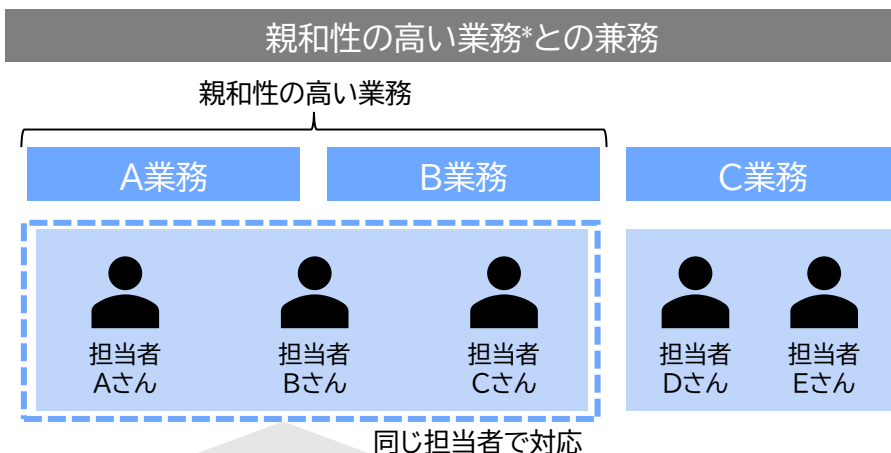 親和性の高い業務*との兼務
親和性の高い業務
A業務
B業務
C業務
担当者
Aさん
担当者
Bさん
担当者
Cさん
担当者
Dさん
担当者
Eさん
同じ担当者で対応